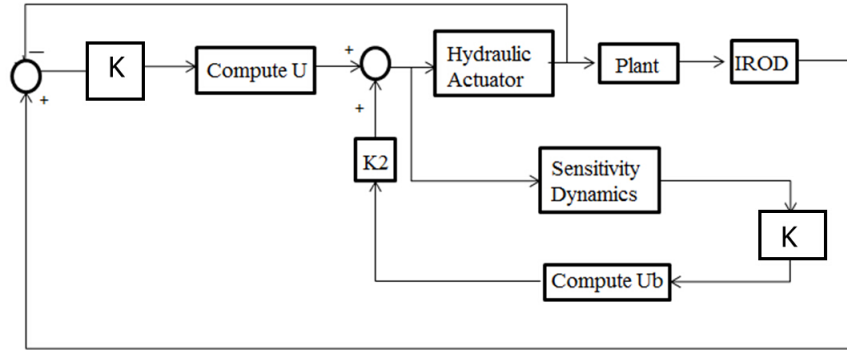 K
Compute U
+
+
−
+
Hydraulic
Actuator
Plant
IROD
K2
Sensitivity
Dynamics
K
Compute Ub